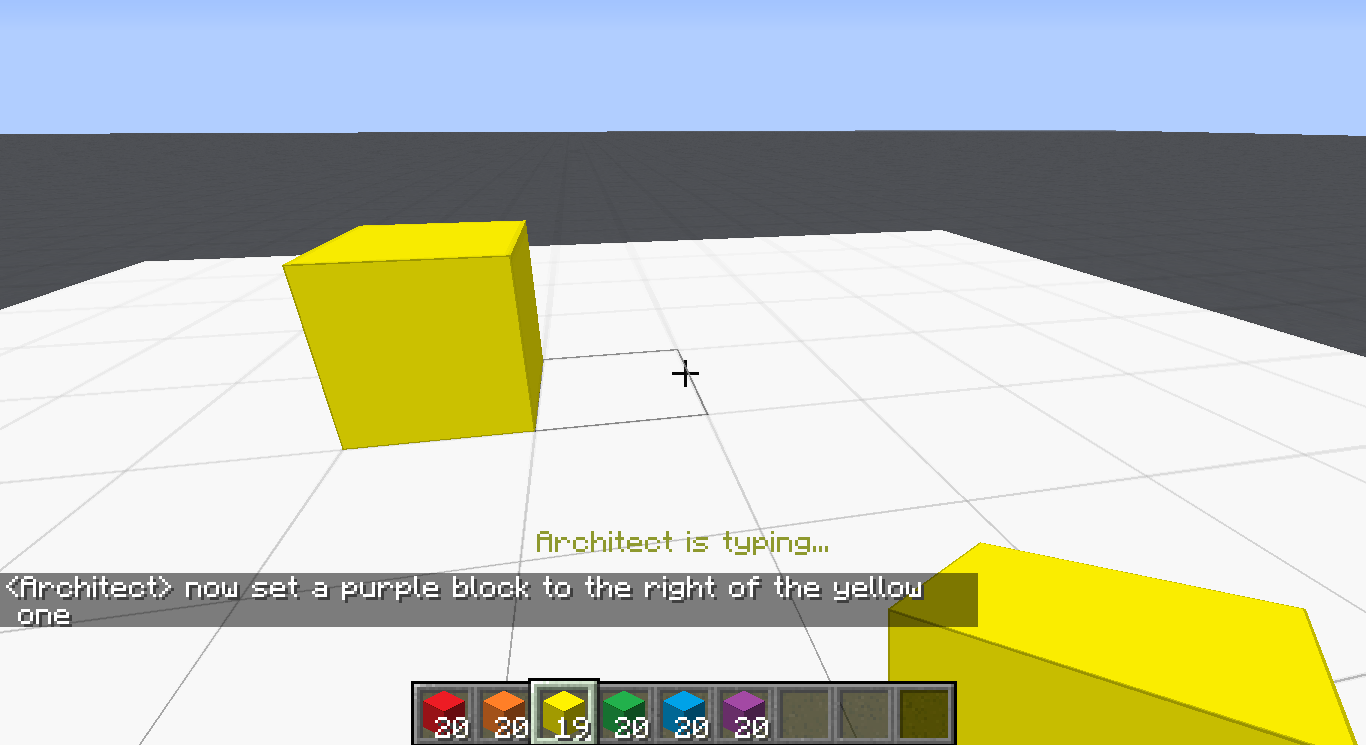 Architect is typing...
<Architect> now set a purple block to the right of the yellow
one
20 20 19 20 20 20